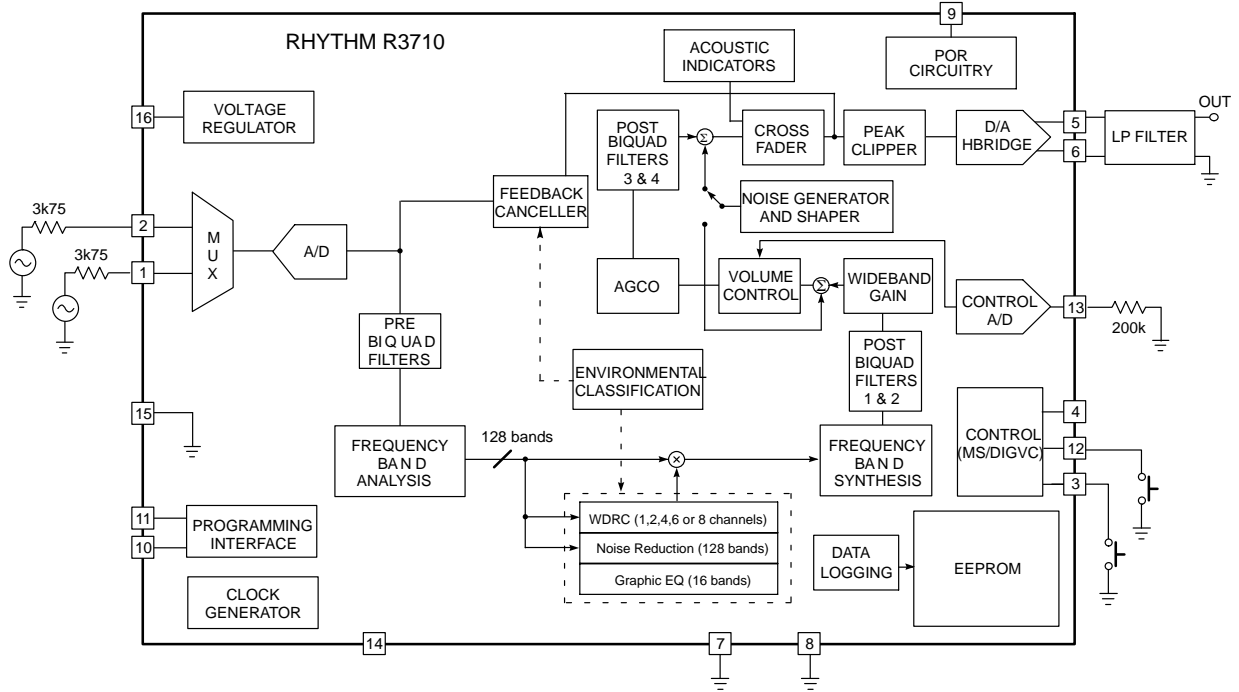 9
RHYTHM R3710
ACOUSTIC
INDICATORS
POR
CIRCUITRY
16
VOLTAGE
REGULATOR
POST
BIQUAD
FILTERS
3 & 4
Σ
CROSS
FADER
PEAK
CLIPPER
D/A
HBRIDGE
5
6
LP FILTER
OUT
FEEDBACK
CANCELLER
NOISE GENERATOR
AND SHAPER
3k75
2
3k75
1
M
U
X
A/D
AGCO
VOLUME
CONTROL
Σ
WIDEBAND
GAIN
CONTROL
A/D
13
200k
PRE
BIQUAD
FILTERS
ENVIRONMENTAL
CLASSIFICATION
POST
BIQUAD
FILTERS
1 & 2
15
FREQUENCY
BAND
ANALYSIS
128 bands
×
FREQUENCY
BAND
SYNTHESIS
CONTROL
(MS/DIGVC)
4
12
3
11
10
PROGRAMMING
INTERFACE
WDRC (1,2,4,6 or 8 channels)
Noise Reduction (128 bands)
Graphic EQ (16 bands)
DATA
LOGGING
EEPROM
CLOCK
GENERATOR
14
7
8